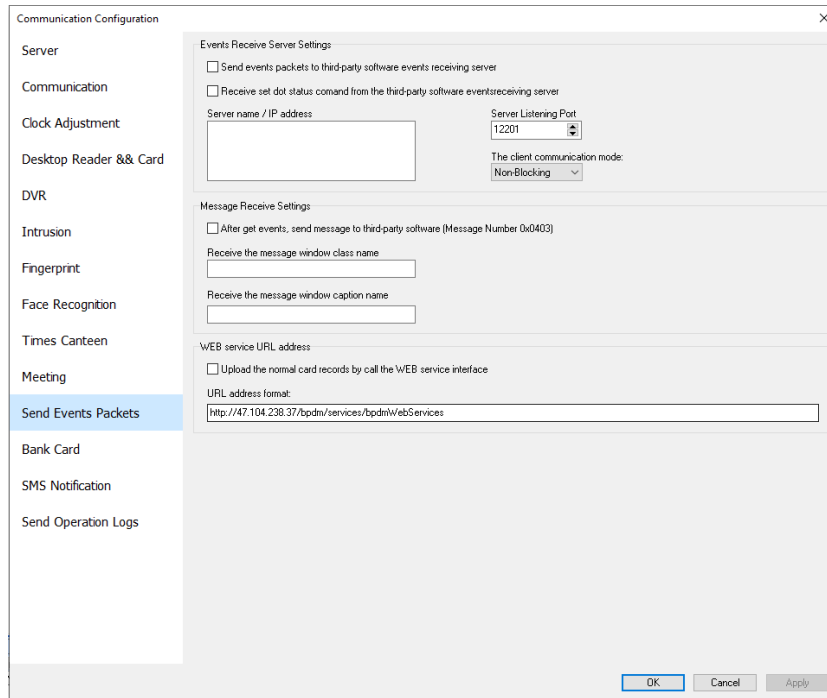 Communication Configuration
Server
Communication
Clock Adjustment
Desktop Reader && Card
DVR
Intrusion
Fingerprint
Face Recognition
Times Canteen
Meeting
Send Events Packets
Bank Card
SMS Notification
Send Operation Logs
Events Receive Server Settings
Send events packets to third-party software events receiving server
Receive set dot status comand from the third-party software eventsreceiving server
Server name / IP address
Server Listening Port
12201
The client communication mode:
Non-Blocking
Message Receive Settings
After get events, send message to third-party software (Message Number 0x0403)
Receive the message window class name
Receive the message window caption name
WEB service URL address
Upload the normal card records by call the WEB service interface
URL address format:
http://47.104.238.37/bpdm/services/bpdmWebServices
OK
Cancel
Apply